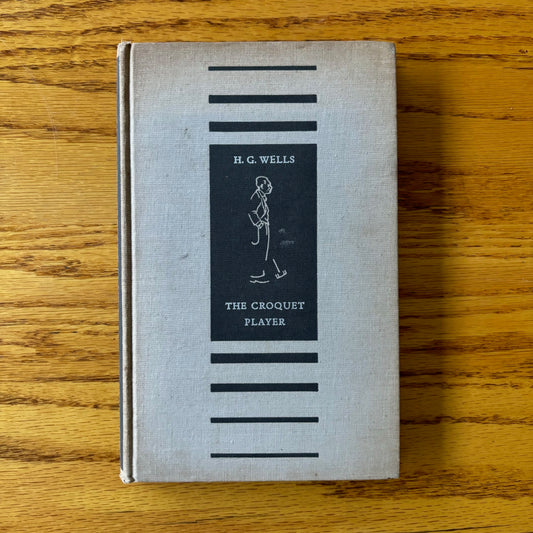 H. G. WELLS
THE CROQUET
PLAYER